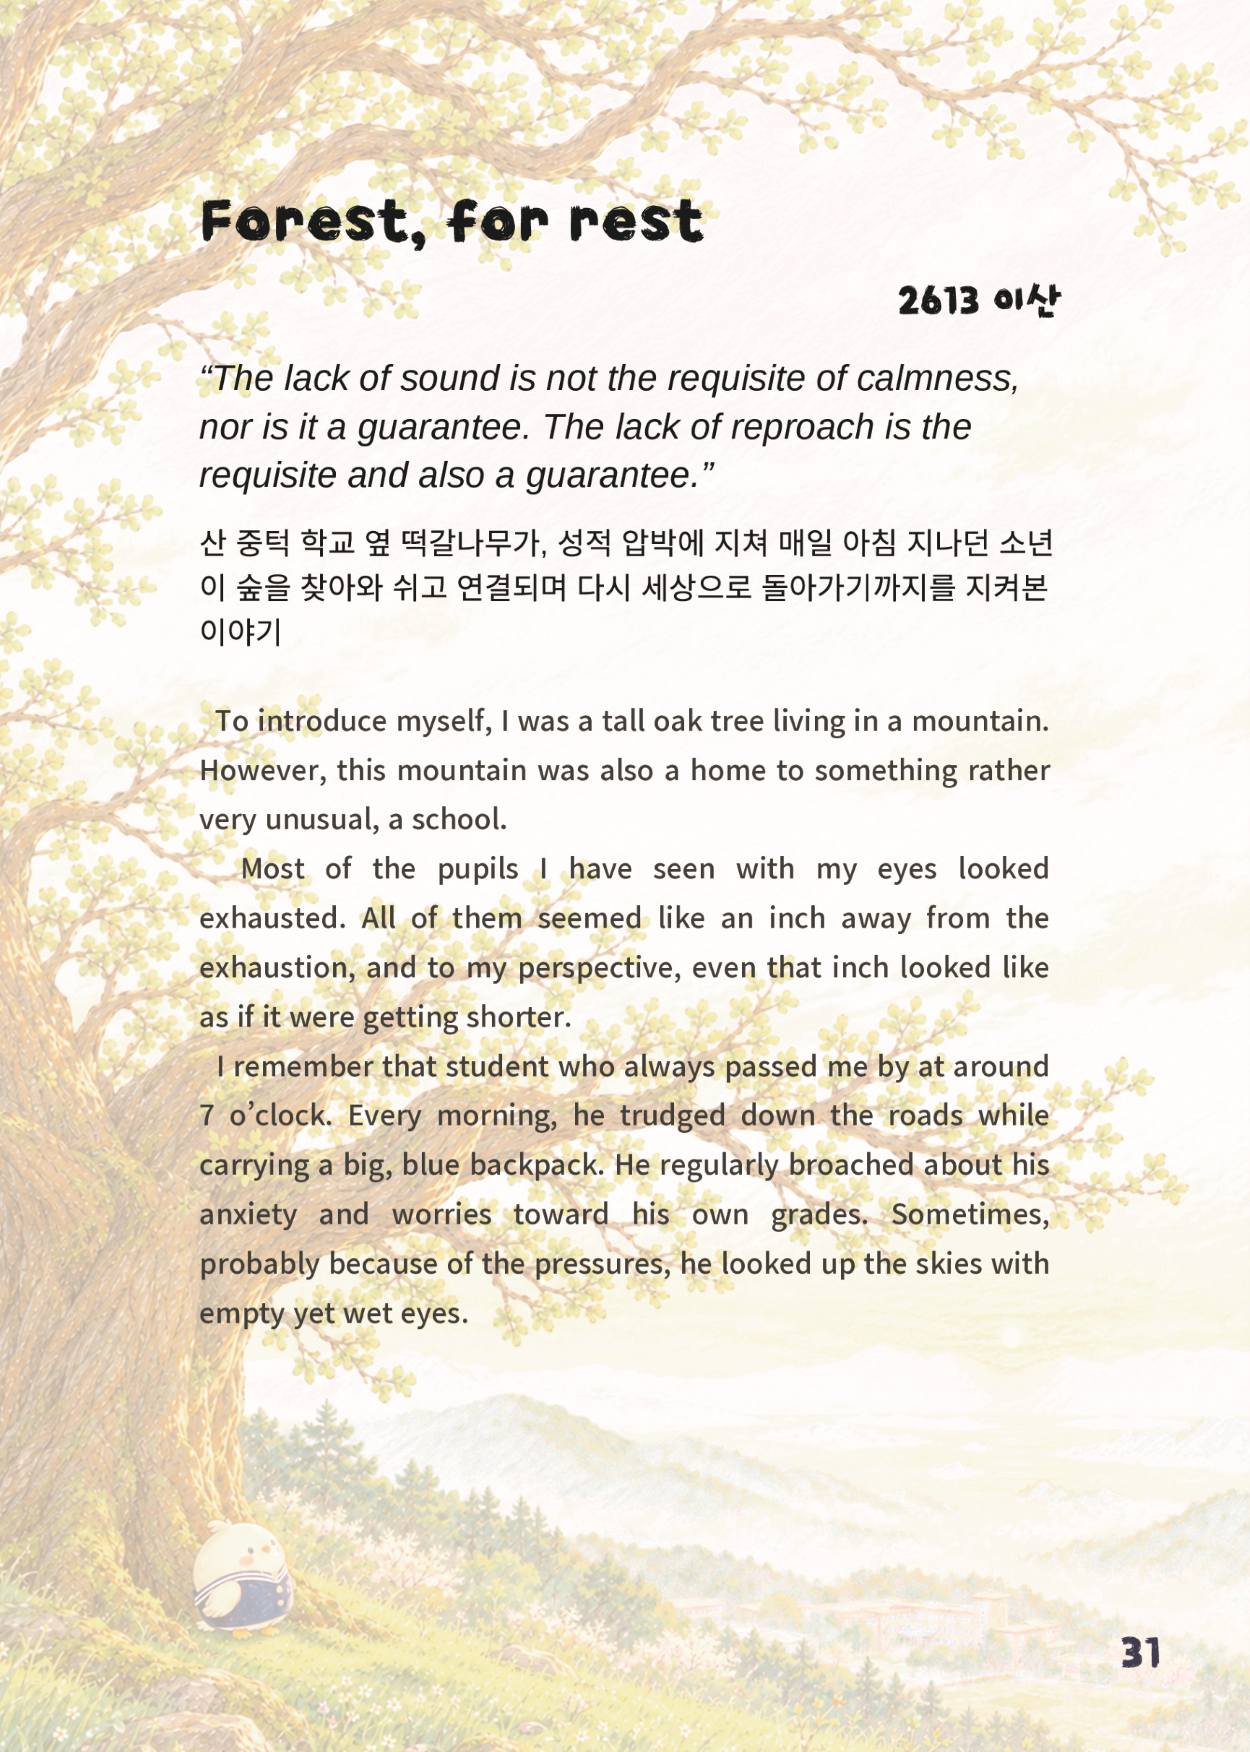 Forest, for rest
2613 이산
“The lack of sound is not the requisite of calmness,
nor is it a guarantee. The lack of reproach is the
requisite and also a guarantee.”
산 중턱 학교 옆 떡갈나무가, 성적 압박에 지쳐 매일 아침 지나던 소년
이 숲을 찾아와 쉬고 연결되며 다시 세상으로 돌아가기까지를 지켜본
이야기
To introduce myself, I was a tall oak tree living in a mountain.
However, this mountain was also a home to something rather
very unusual, a school.
Most of the pupils I have seen with my eyes looked
exhausted. All of them seemed like an inch away from the
exhaustion, and to my perspective, even that inch looked like
as if it were getting shorter.
I remember that student who always passed me by at around
7 o’clock. Every morning, he trudged down the roads while
carrying a big, blue backpack. He regularly broached about his
anxiety and worries toward his own grades. Sometimes,
probably because of the pressures, he looked up the skies with
empty yet wet eyes.
31